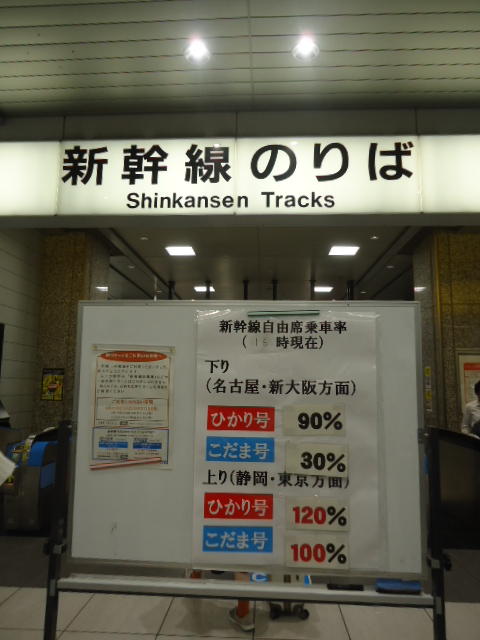 新幹線のりば
Shinkansen Tracks
新幹線自由席乗車率
(16時現在)
下り
(名古屋・新大阪方面)
ひかり号 90%
こだま号 30%
上り(静岡・東京方面)
ひかり号 120%
こだま号 100%